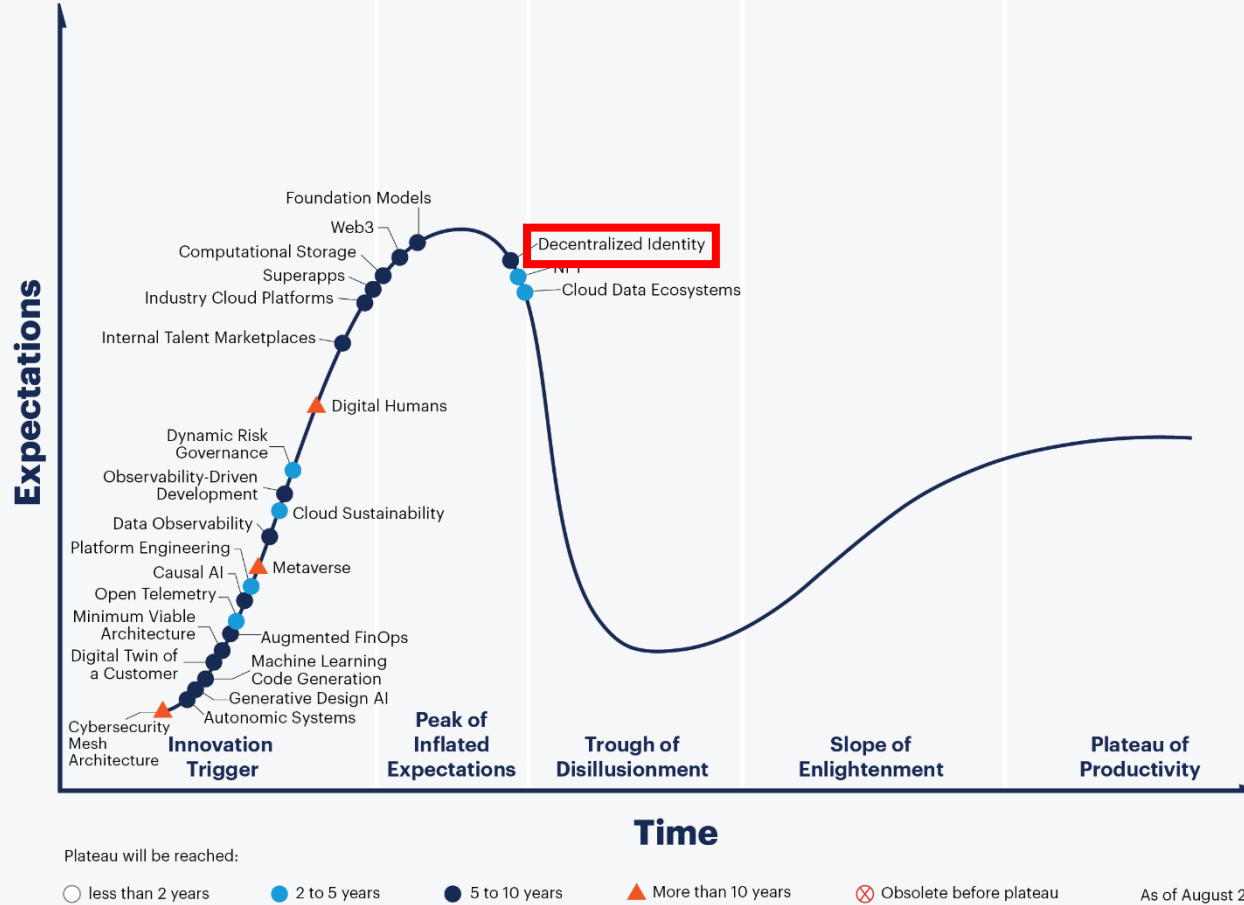 Expectations
Foundation Models
Web3
Computational Storage
Superapps
Industry Cloud Platforms
Internal Talent Marketplaces
Decentralized Identity
Cloud Data Ecosystems
Digital Humans
Dynamic Risk
Governance
Observability-Driven
Development
Cloud Sustainability
Data Observability
Platform Engineering
Metaverse
Causal AI
Open Telemetry
Minimum Viable
Architecture
Augmented FinOps
Digital Twin of
a Customer
Machine Learning
Code Generation
Generative Design AI
Autonomic Systems
Cybersecurity
Mesh
Architecture
Innovation
Trigger
Peak of
Inflated
Expectations
Trough of
Disillusionment
Slope of
Enlightenment
Plateau of
Productivity
Time
Plateau will be reached:
less than 2 years
2 to 5 years
5 to 10 years
More than 10 years
Obsolete before plateau
As of August 2